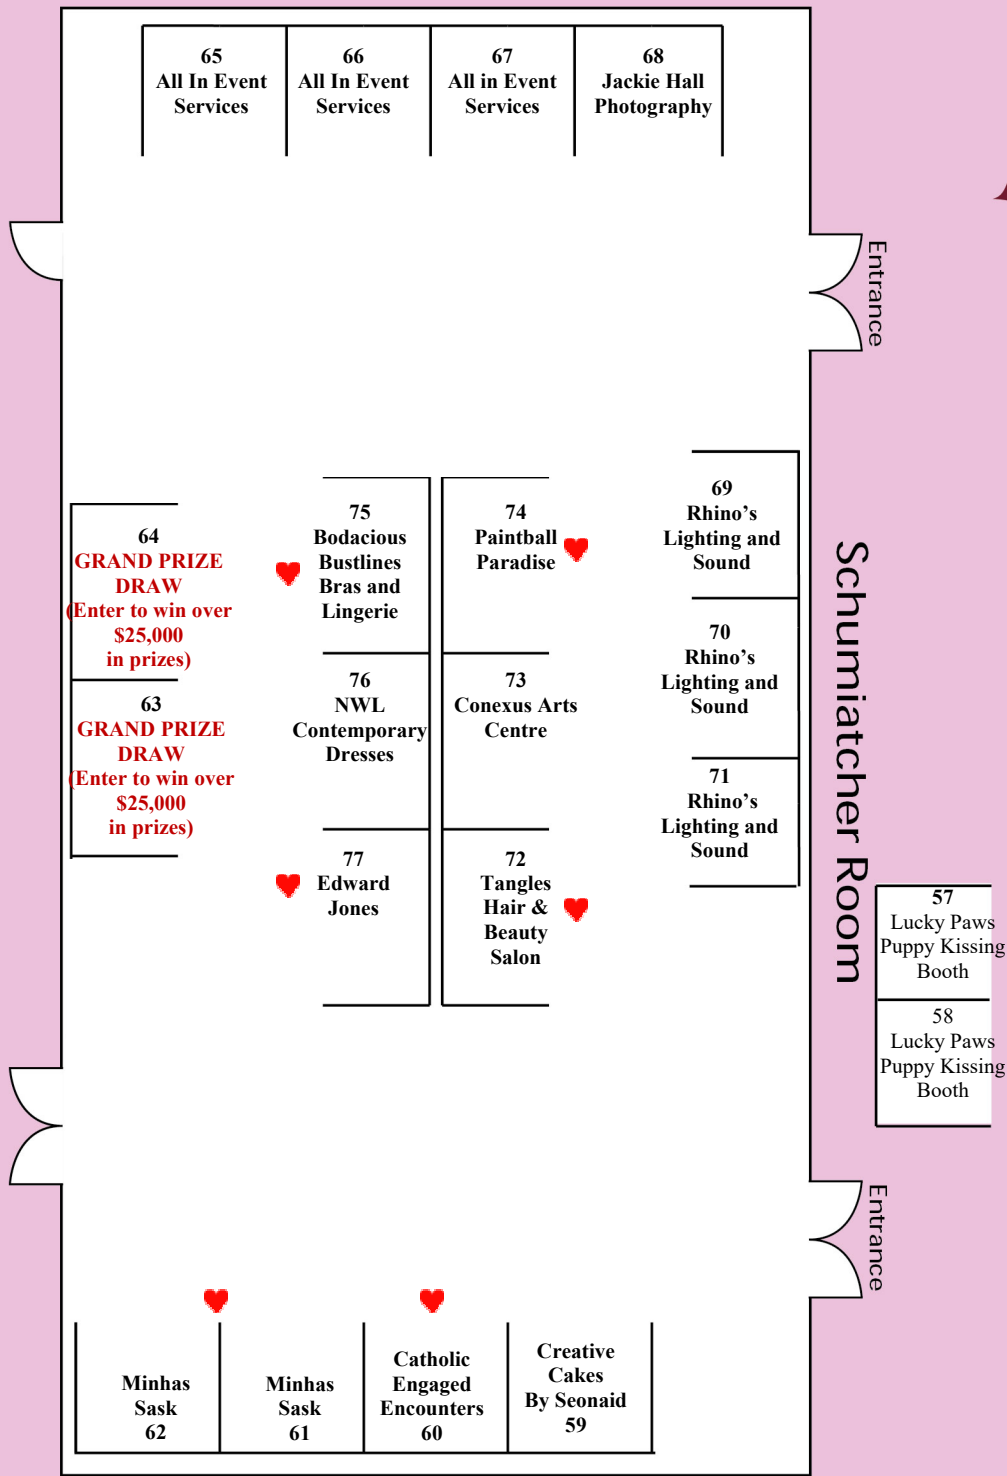 65
All In Event
Services
66
All In Event
Services
67
All in Event
Services
68
Jackie Hall
Photography
Entrance
64
GRAND PRIZE
DRAW
(Enter to win over
$25,000
in prizes)
63
GRAND PRIZE
DRAW
(Enter to win over
$25,000
in prizes)
75
Bodacious
Bustlines
Bras and
Lingerie
76
NWL
Contemporary
Dresses
77
Edward
Jones
74
Paintball
Paradise
73
Conexus Arts
Centre
72
Tangles
Hair &
Beauty
Salon
69
Rhino’s
Lighting and
Sound
70
Rhino’s
Lighting and
Sound
71
Rhino’s
Lighting and
Sound
Schumiatcher Room
57
Lucky Paws
Puppy Kissing
Booth
58
Lucky Paws
Puppy Kissing
Booth
Entrance
Minhas
Sask
62
Minhas
Sask
61
Catholic
Engaged
Encounters
60
Creative
Cakes
By Seonaid
59